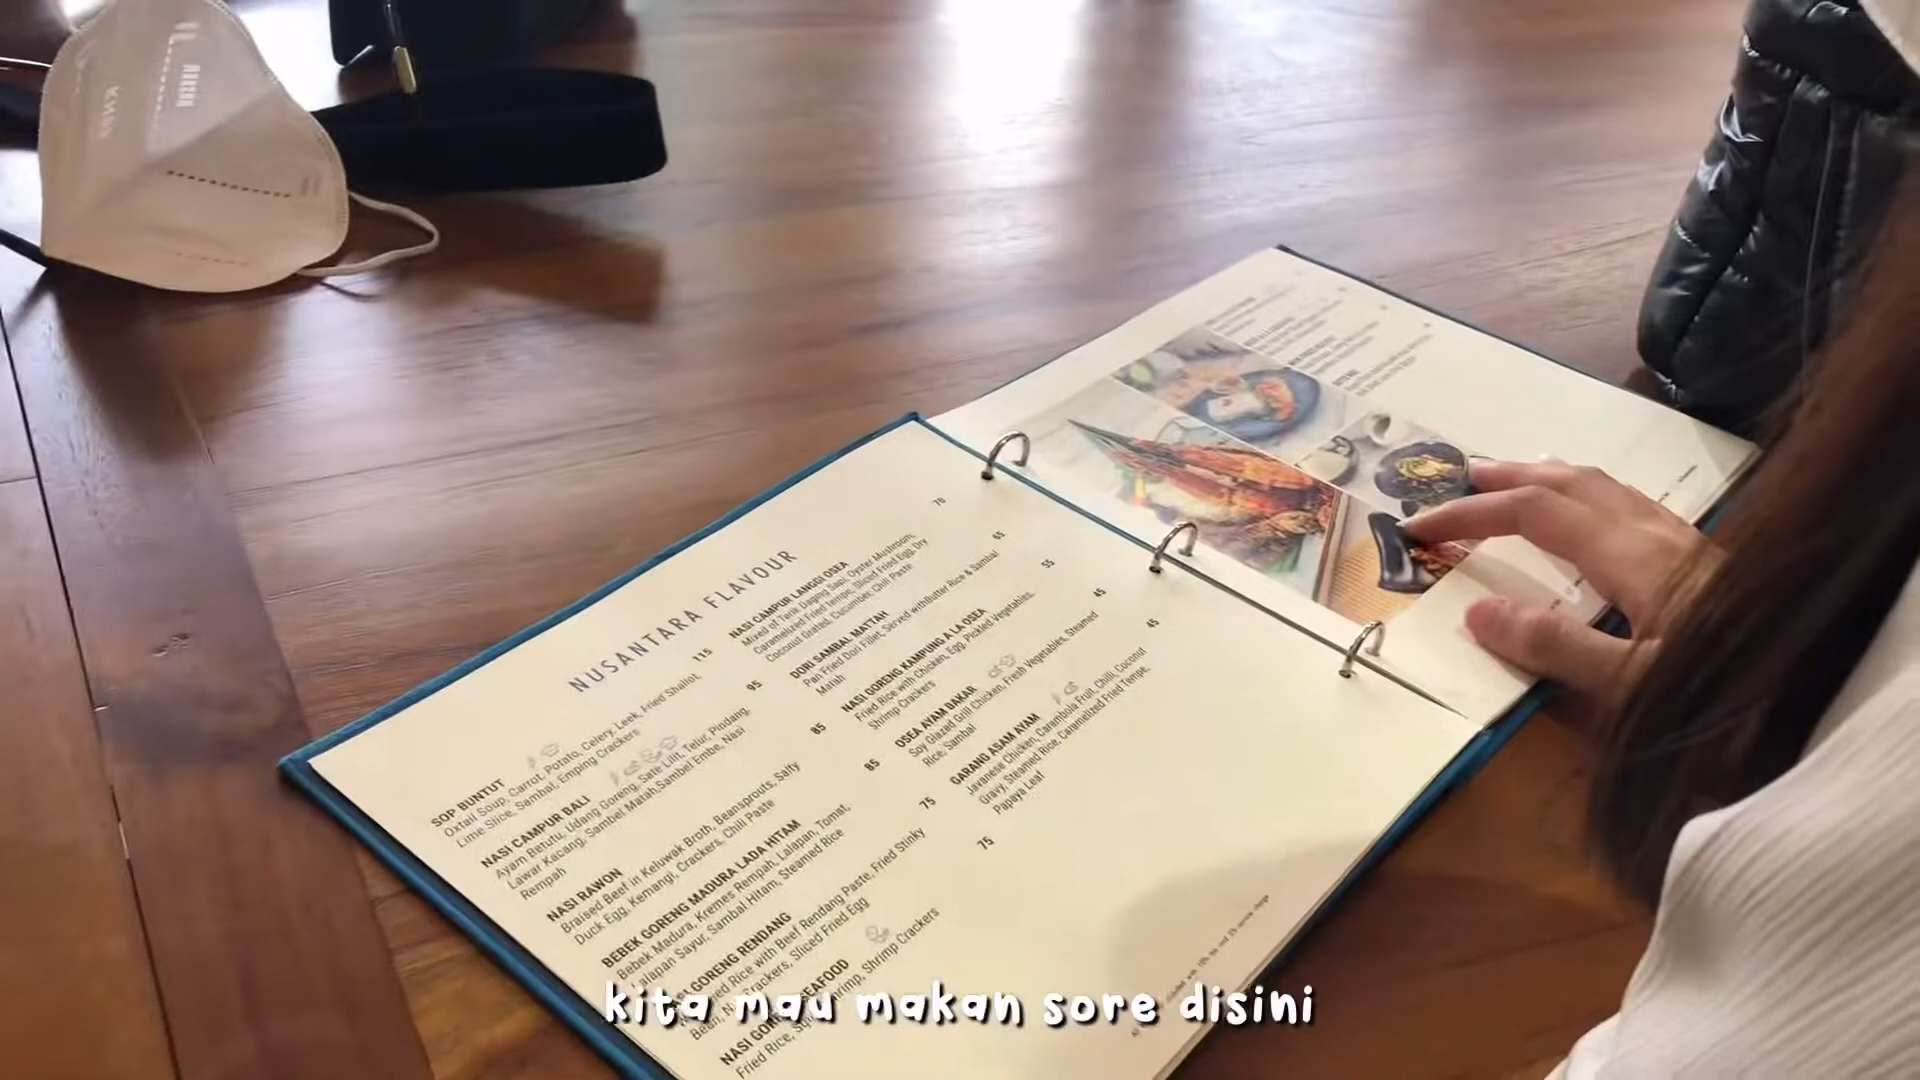 NUSANTARA FLAVOUR
SOP BUNTUT 115
Oxtail Soup, Carrot, Potato, Celery, Leek, Fried Shallot,
Lime Slice, Sambal, Emping Crackers
NASI CAMPUR BALI 95
Ayam Betutu, Udang Goreng, Sate Lilit, Telur, Pindang,
Lawar Kacang, Sambel Matah, Sambel Embe, Nasi
Rempah
NASI RAWON 85
Braised Beef in Keluwak Broth, Beansprouts, Salty
Duck Egg, Kemangi, Crackers, Chili Paste
BEBEK GORENG MADURA LADA HITAM 85
Bebek Madura, Kremes Rempah, Lalapan, Tomat,
Lalapan Sayur, Sambal Hitam, Steamed Rice
NASI GORENG RENDANG 75
Rice with Beef Rendang Paste, Fried Stinky
Bean, Crackers, Sliced Fried Egg
SEAFOOD 75
Fried Rice, Shrimp, Shrimp Crackers
NASI CAMPUR LANGGI OSEA 70
Mixed of Terik Daging Sapi, Oyster Mushroom,
Caramelized Fried Tempe, Sliced Fried Egg, Dry
Coconut Grated, Cucumber, Chili Paste
DORI SAMBAL MATTAH 65
Pan Fried Dori Fillet, Served withButter Rice & Sambal
Matah
NASI GORENG KAMPUNG A LA OSEA 55
Fried Rice with Chicken, Egg, Pickled Vegetables,
Shrimp Crackers
OSEA AYAM BAKAR 45
Soy Glazed Grill Chicken, Fresh Vegetables, Steamed
Rice, Sambal
GARANG ASAM AYAM 45
Javanese Chicken, Carambola Fruit, Chilli, Coconut
Gravy, Steamed Rice, Caramelized Fried Tempe,
Papaya Leaf
kita mau makan sore disini